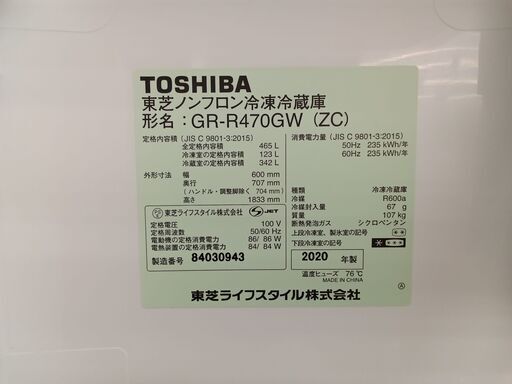 TOSHIBA
東芝ノンフロン冷凍冷蔵庫
形名：GR-R470GW（ZC）
定格内容積（JIS C 9801-3:2015）
全定格内容積 465 L
冷凍室の定格内容積 123 L
冷蔵室の定格内容積 342 L
外形寸法 幅 600 mm
奥行 707 mm
（ハンドル・調整脚除く 704 mm）
高さ 1833 mm
東芝ライフスタイル株式会社 JET
定格電圧 100 V
定格周波数 50/60 Hz
電動機の定格消費電力 86/ 86 W
電熱装置の定格消費電力 84/ 84 W
製造番号 84030943
消費電力量（JIS C 9801-3:2015）
50Hz 235 kWh/年
60Hz 235 kWh/年
種類 冷凍冷蔵庫
冷媒 R600a
冷媒封入量 67 g
質量 107 kg
断熱発泡ガス シクロペンタン
上段冷凍室、製氷室の記号 **
下段冷凍室の記号 ****
2020 年製
温度ヒューズ 76℃
MADE IN CHINA
東芝ライフスタイル株式会社
Ⓐ